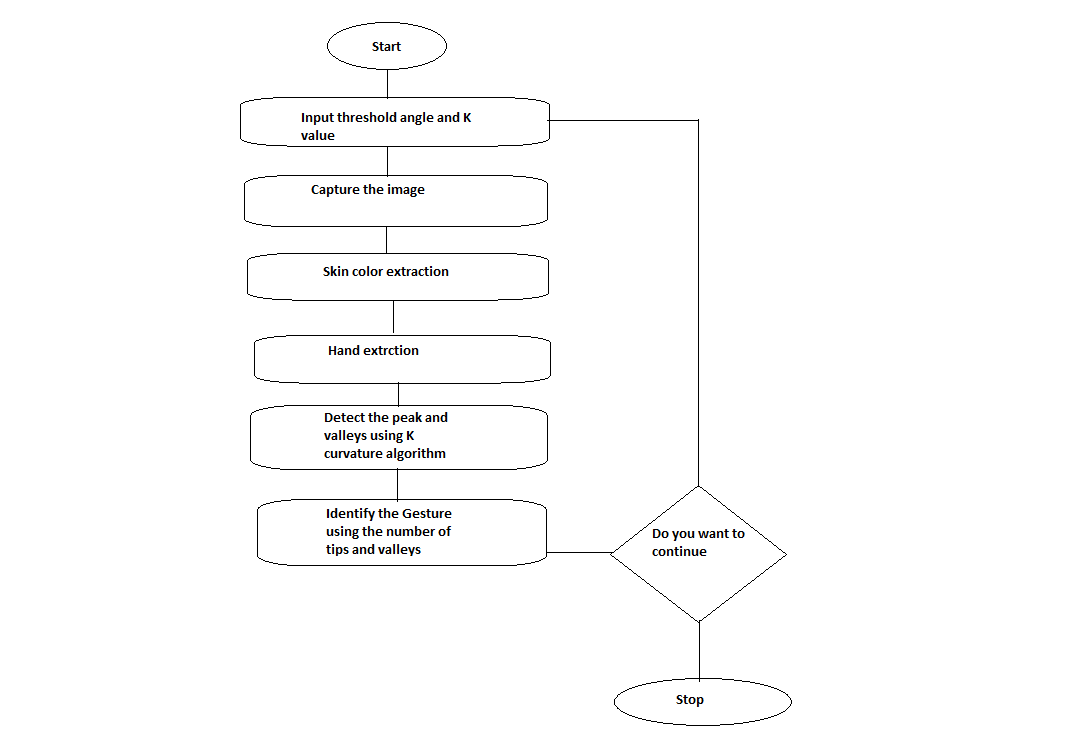 Start
Input threshold angle and K
value
Capture the image
Skin color extraction
Hand extrction
Detect the peak and
valleys using K
curvature algorithm
Identify the Gesture
using the number of
tips and valleys
Do you want to
continue
Stop